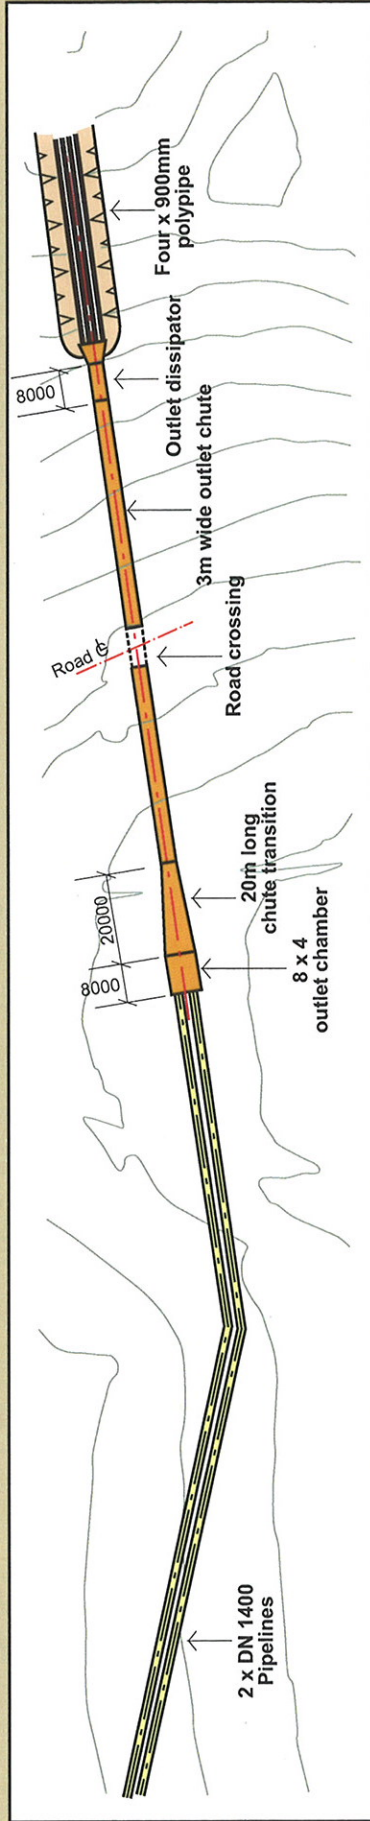 2 x DN 1400
Pipelines
8000
20000
8 x 4
outlet chamber
20m long
chute transition
Road ℄
Road crossing
3m wide outlet chute
8000
Outlet dissipator
Four x 900mm
polypipe